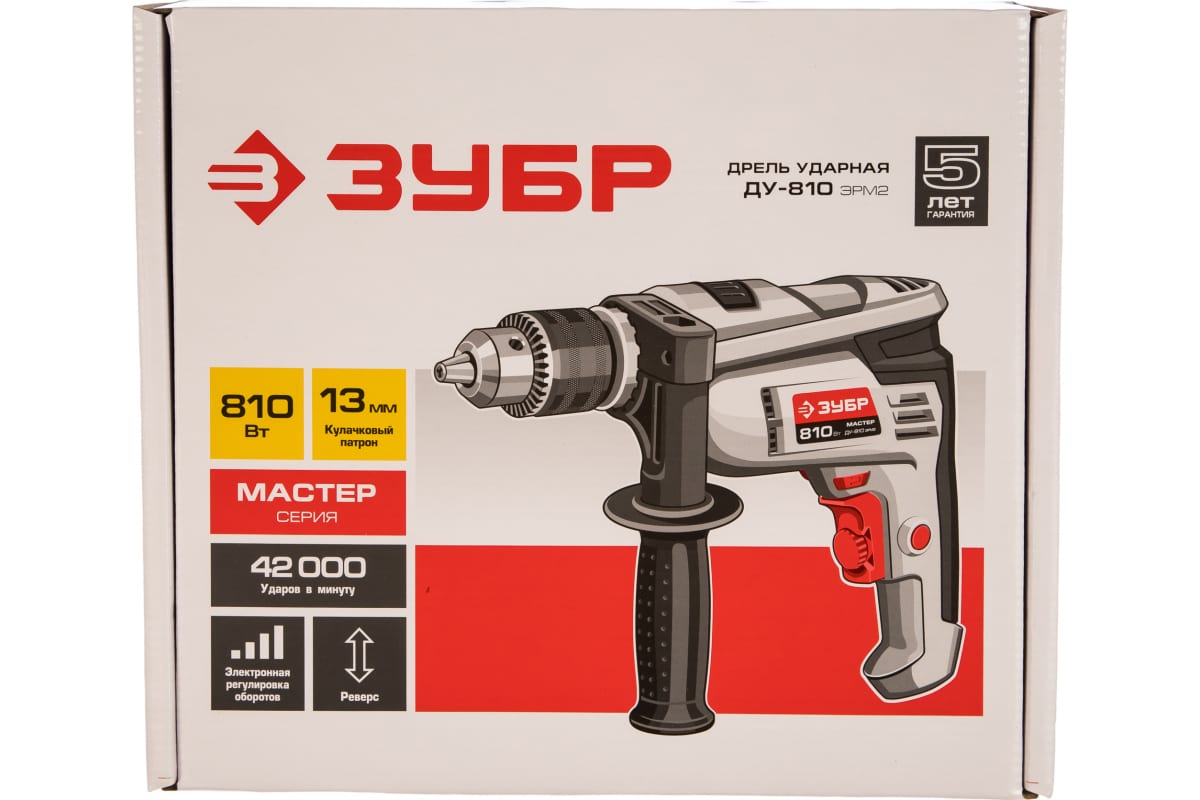 ЗУБР
ДРЕЛЬ УДАРНАЯ
ДУ-810 ЭРМ2
5
лет
ГАРАНТИЯ
810
Вт
13 мм
Кулачковый
патрон
МАСТЕР
СЕРИЯ
42 000
Ударов в минуту
Электронная
регулировка
оборотов
Реверс
ЗУБР
810 Вт
МАСТЕР
ДУ-810 ЭРМ2